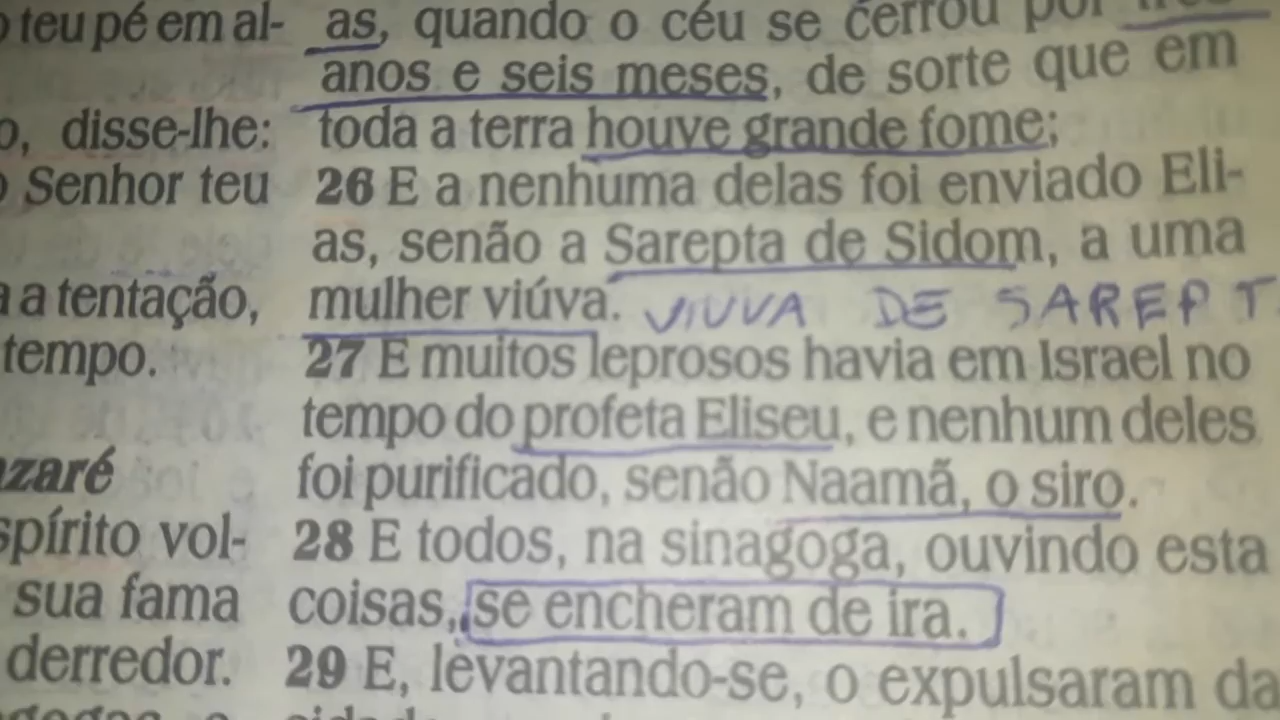 teu pé em al-
disse-lhe:
Senhor teu
a tentação,
tempo.
vol-
sua fama
derredor.
as, quando o céu se cerrou por
anos e seis meses, de sorte que em
toda a terra houve grande fome;
26 E a nenhuma delas foi enviado Eli-
as, senão a Sarepta de Sidom, a uma
mulher viúva. VIUVA DE SAREPT
27 E muitos leprosos havia em Israel no
tempo do profeta Eliseu, e nenhum deles
foi purificado, senão Naamã, o siro.
28 E todos, na sinagoga, ouvindo esta
coisas, se encheram de ira.
29 E, levantando-se, o expulsaram da